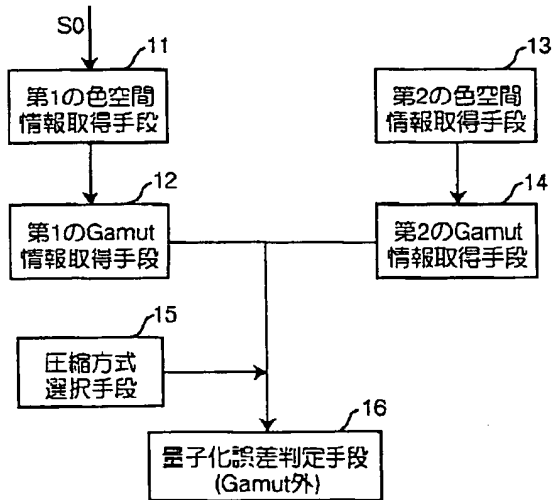 S0
11
第1の色空間
情報取得手段
13
第2の色空間
情報取得手段
12
第1のGamut
情報取得手段
14
第2のGamut
情報取得手段
15
圧縮方式
選択手段
16
量子化誤差判定手段
(Gamut外)